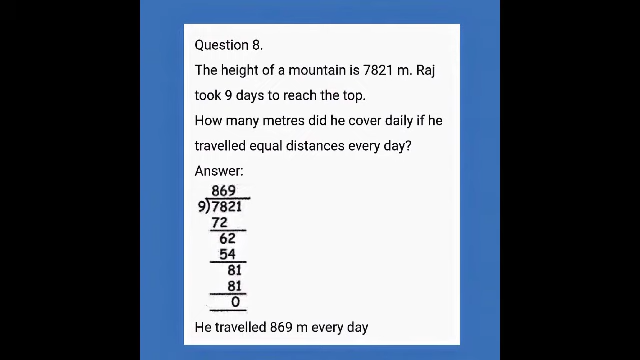 Question 8.
The height of a mountain is 7821 m. Raj
took 9 days to reach the top.
How many metres did he cover daily if he
travelled equal distances every day?
Answer:
869
9)7821
72
62
54
81
81
0
He travelled 869 m every day